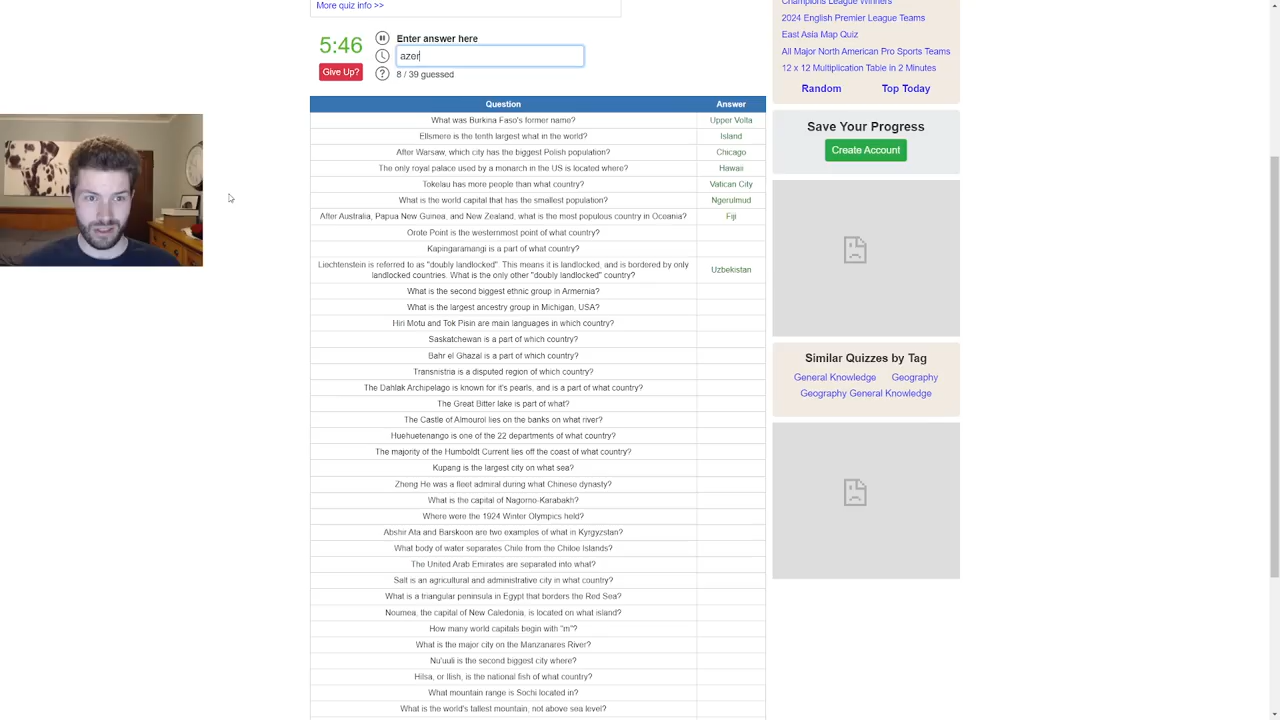 More quiz info >>
Champions League Winners
2024 English Premier League Teams
East Asia Map Quiz
All Major North American Pro Sports Teams
12 x 12 Multiplication Table in 2 Minutes
Random Top Today
5:46
Give Up?
Enter answer here
azer
8 / 39 guessed
Save Your Progress
Create Account
Question Answer
What was Burkina Faso's former name? Upper Volta
Ellsmere is the tenth largest what in the world? Island
After Warsaw, which city has the biggest Polish population? Chicago
The only royal palace used by a monarch in the US is located where? Hawaii
Tokelau has more people than what country? Vatican City
What is the world capital that has the smallest population? Ngerulmud
After Australia, Papua New Guinea, and New Zealand, what is the most populous country in Oceania? Fiji
Orote Point is the westernmost point of what country?
Kapingaramangi is a part of what country?
Liechtenstein is referred to as "doubly landlocked". This means it is landlocked, and is bordered by only
landlocked countries. What is the only other "doubly landlocked" country? Uzbekistan
What is the second biggest ethnic group in Armernia?
What is the largest ancestry group in Michigan, USA?
Hiri Motu and Tok Pisin are main languages in which country?
Saskatchewan is a part of which country?
Bahr el Ghazal is a part of which country?
Transnistria is a disputed region of which country?
The Dahlak Archipelago is known for it's pearls, and is a part of what country?
The Great Bitter lake is part of what?
The Castle of Almourol lies on the banks on what river?
Huehuetenango is one of the 22 departments of what country?
The majority of the Humboldt Current lies off the coast of what country?
Kupang is the largest city on what sea?
Zheng He was a fleet admiral during what Chinese dynasty?
What is the capital of Nagorno-Karabakh?
Where were the 1924 Winter Olympics held?
Abshir Ata and Barskoon are two examples of what in Kyrgyzstan?
What body of water separates Chile from the Chiloe Islands?
The United Arab Emirates are separated into what?
Salt is an agricultural and administrative city in what country?
What is a triangular peninsula in Egypt that borders the Red Sea?
Noumea, the capital of New Caledonia, is located on what island?
How many world capitals begin with "m"?
What is the major city on the Manzanares River?
Nu'uuli is the second biggest city where?
Hilsa, or Ilish, is the national fish of what country?
What mountain range is Sochi located in?
What is the world's tallest mountain, not above sea level?
Similar Quizzes by Tag
General Knowledge Geography
Geography General Knowledge